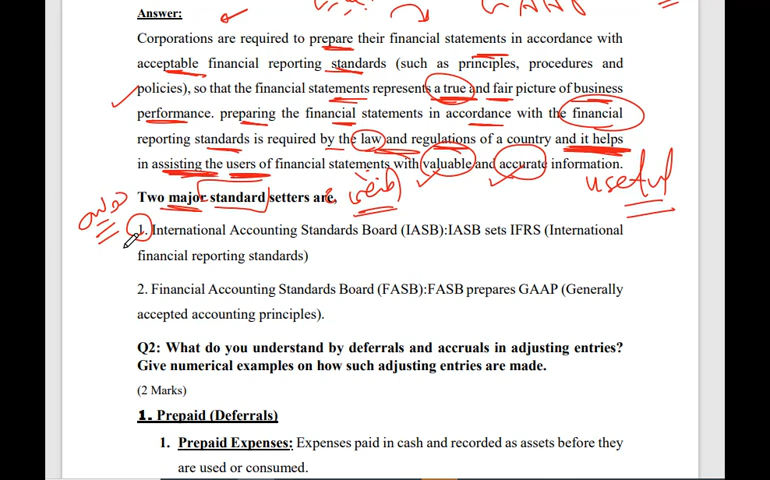 Answer:
Corporations are required to prepare their financial statements in accordance with
acceptable financial reporting standards (such as principles, procedures and
policies), so that the financial statements represents a true and fair picture of business
performance. preparing the financial statements in accordance with the financial
reporting standards is required by the law and regulations of a country and it helps
in assisting the users of financial statements with valuable and accurate information.
useful
Two major standard setters are,
1. International Accounting Standards Board (IASB):IASB sets IFRS (International
financial reporting standards)
2. Financial Accounting Standards Board (FASB):FASB prepares GAAP (Generally
accepted accounting principles).
Q2: What do you understand by deferrals and accruals in adjusting entries?
Give numerical examples on how such adjusting entries are made.
(2 Marks)
1. Prepaid (Deferrals)
1. Prepaid Expenses: Expenses paid in cash and recorded as assets before they
are used or consumed.